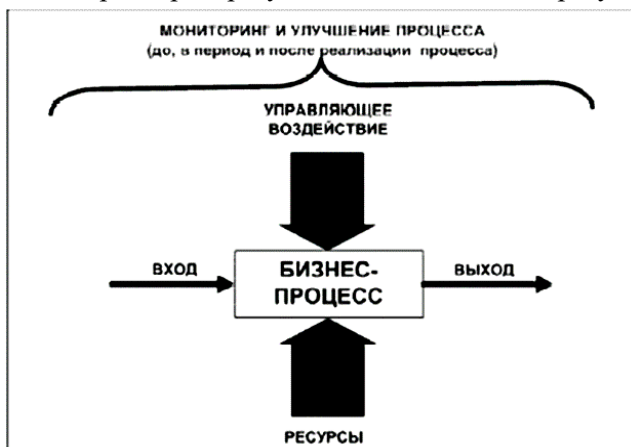 МОНИТОРИНГ И УЛУЧШЕНИЕ ПРОЦЕССА
(до, в период и после реализации процесса)
УПРАВЛЯЮЩЕЕ
ВОЗДЕЙСТВИЕ
ВХОД
БИЗНЕС-
ПРОЦЕСС
ВЫХОД
РЕСУРСЫ